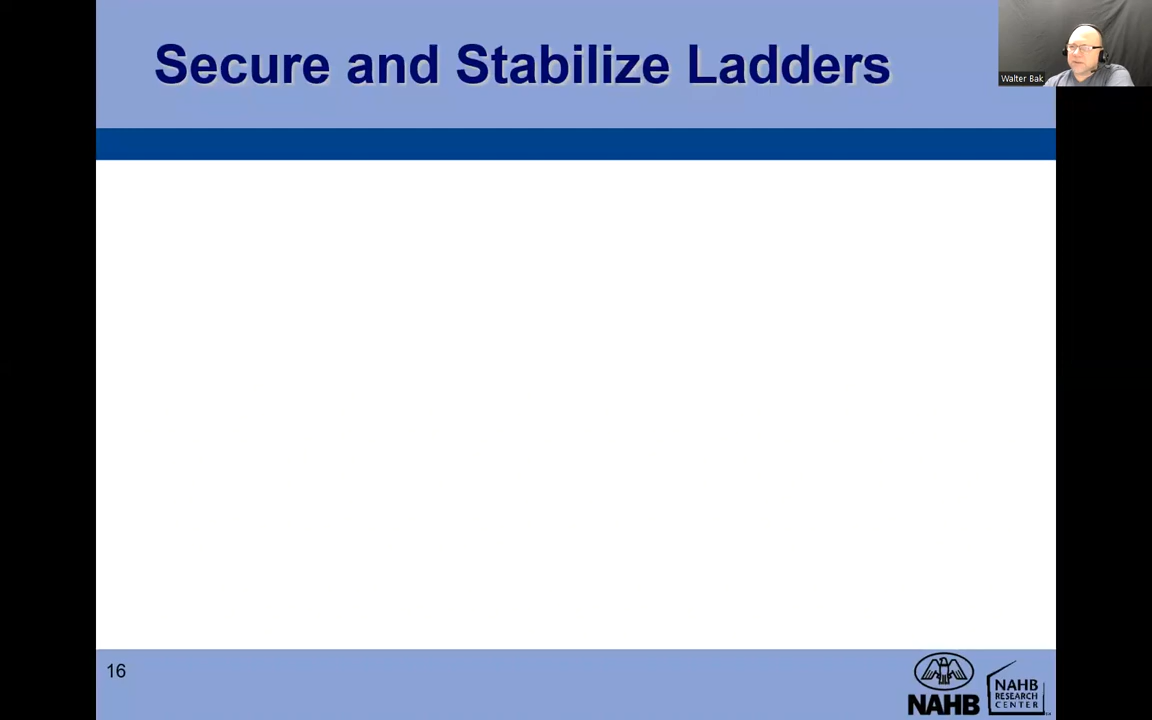 Secure and Stabilize Ladders
Walter Bak
16
NAHB
NAHB
RESEARCH
CENTER